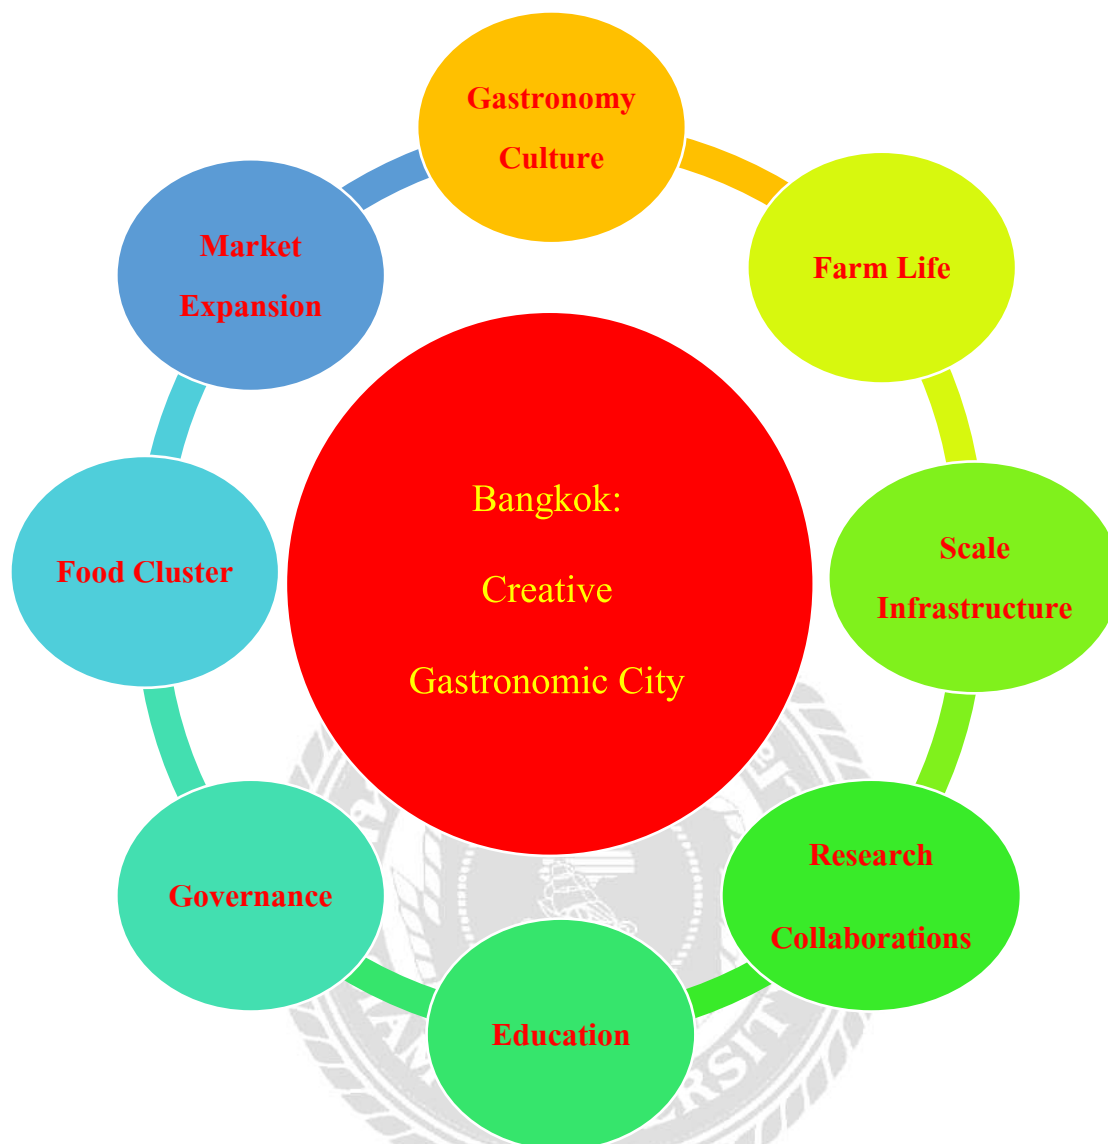 Gastronomy
Culture
Farm Life
Scale
Infrastructure
Research
Collaborations
Education
Governance
Food Cluster
Market
Expansion
Bangkok:
Creative
Gastronomic City